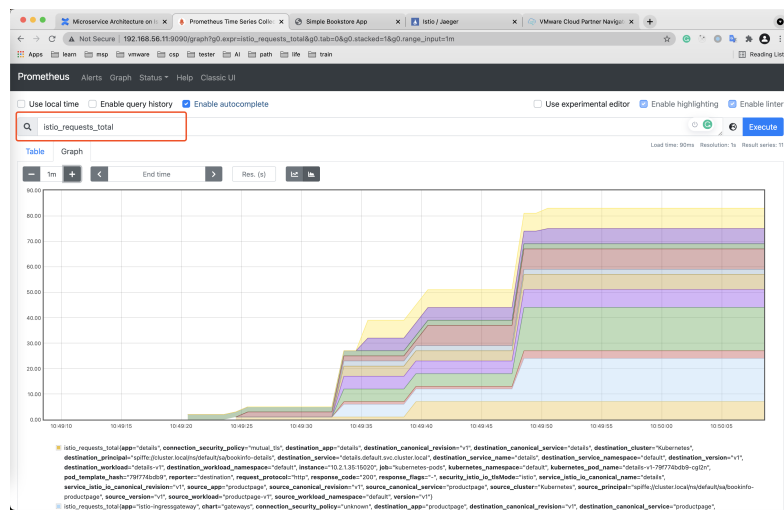 Microservice Architecture on Is
Prometheus Time Series Collec
Simple Bookstore App
Istio / Jaeger
VMware Cloud Partner Navigat
Not Secure | 192.168.56.11:9090/graph?g0.expr=istio_requests_total&g0.tab=0&g0.stacked=1&g0.range_input=1m
Apps learn msp vmware csp tester AI path life train Reading List
Prometheus Alerts Graph Status Help Classic UI
Use local time Enable query history Enable autocomplete Use experimental editor Enable highlighting Enable linter
istio_requests_total Execute
Load time: 90ms Resolution: 1s Result series: 11
Table Graph
1m End time Res. (s)
90.00
80.00
70.00
60.00
50.00
40.00
30.00
20.00
10.00
0.00
10:49:10 10:49:15 10:49:20 10:49:25 10:49:30 10:49:35 10:49:40 10:49:45 10:49:50 10:49:55 10:50:00 10:50:05
istio_requests_total{app="details", connection_security_policy="mutual_tls", destination_app="details", destination_canonical_revision="v1", destination_canonical_service="details", destination_cluster="Kubernetes",
destination_principal="spiffe://cluster.local/ns/default/sa/bookinfo-details", destination_service="details.default.svc.cluster.local", destination_service_name="details", destination_service_namespace="default", destination_version="v1",
destination_workload="details-v1", destination_workload_namespace="default", instance="10.2.1.35:15020", job="kubernetes-pods", kubernetes_namespace="default", kubernetes_pod_name="details-v1-79f774bdb9-cgl2n",
pod_template_hash="79f774bdb9", reporter="destination", request_protocol="http", response_code="200", response_flags="-", security_istio_io_tlsMode="istio", service_istio_io_canonical_name="details",
service_istio_io_canonical_revision="v1", source_app="productpage", source_canonical_revision="v1", source_canonical_service="productpage", source_cluster="Kubernetes", source_principal="spiffe://cluster.local/ns/default/sa/bookinfo-
productpage", source_version="v1", source_workload="productpage-v1", source_workload_namespace="default", version="v1"}
istio_requests_total{app="istio-ingressgateway", chart="gateways", connection_security_policy="unknown", destination_app="productpage", destination_canonical_revision="v1", destination_canonical_service="productpage",